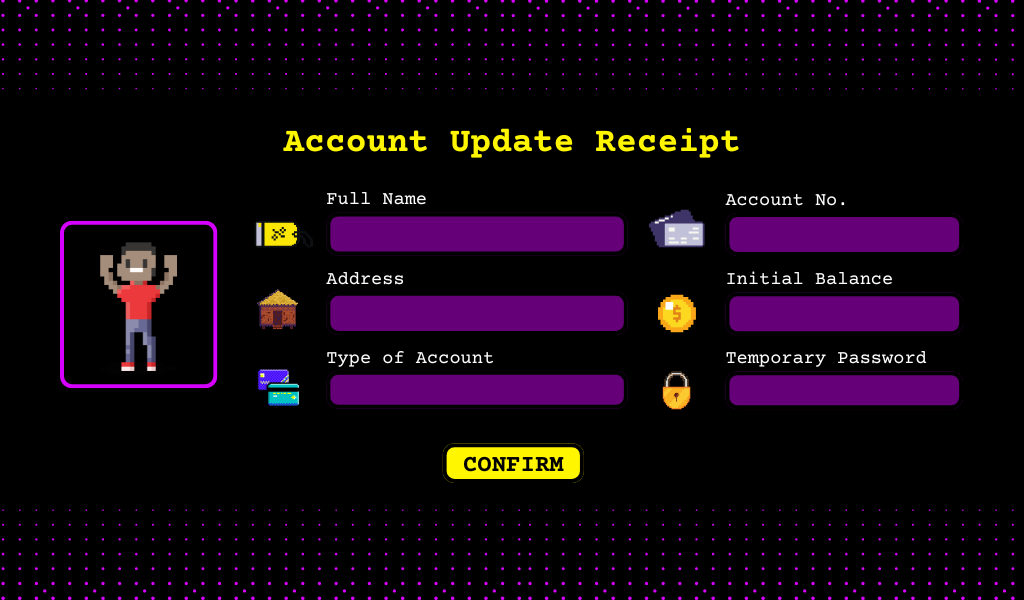 Account Update Receipt
Full Name
Account No.
Address
Initial Balance
Type of Account
Temporary Password
CONFIRM